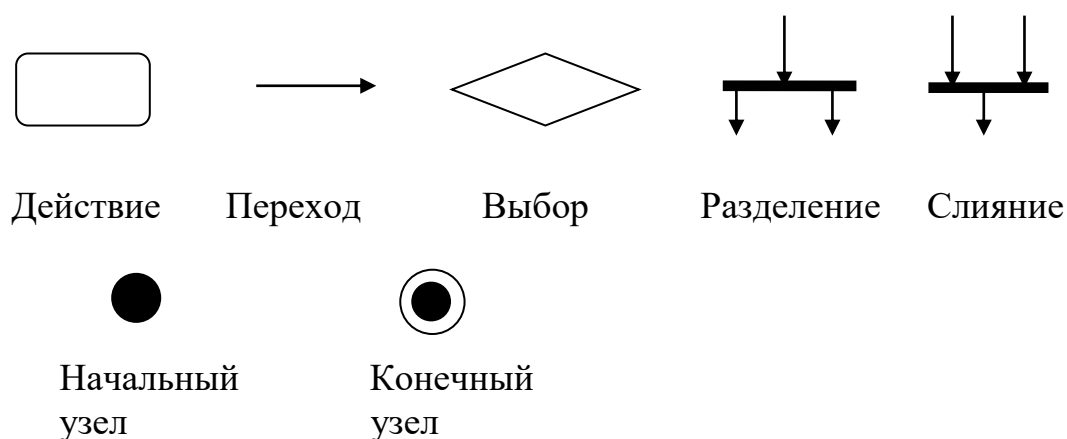 Действие Переход Выбор Разделение Слияние
Начальный Конечный
узел узел